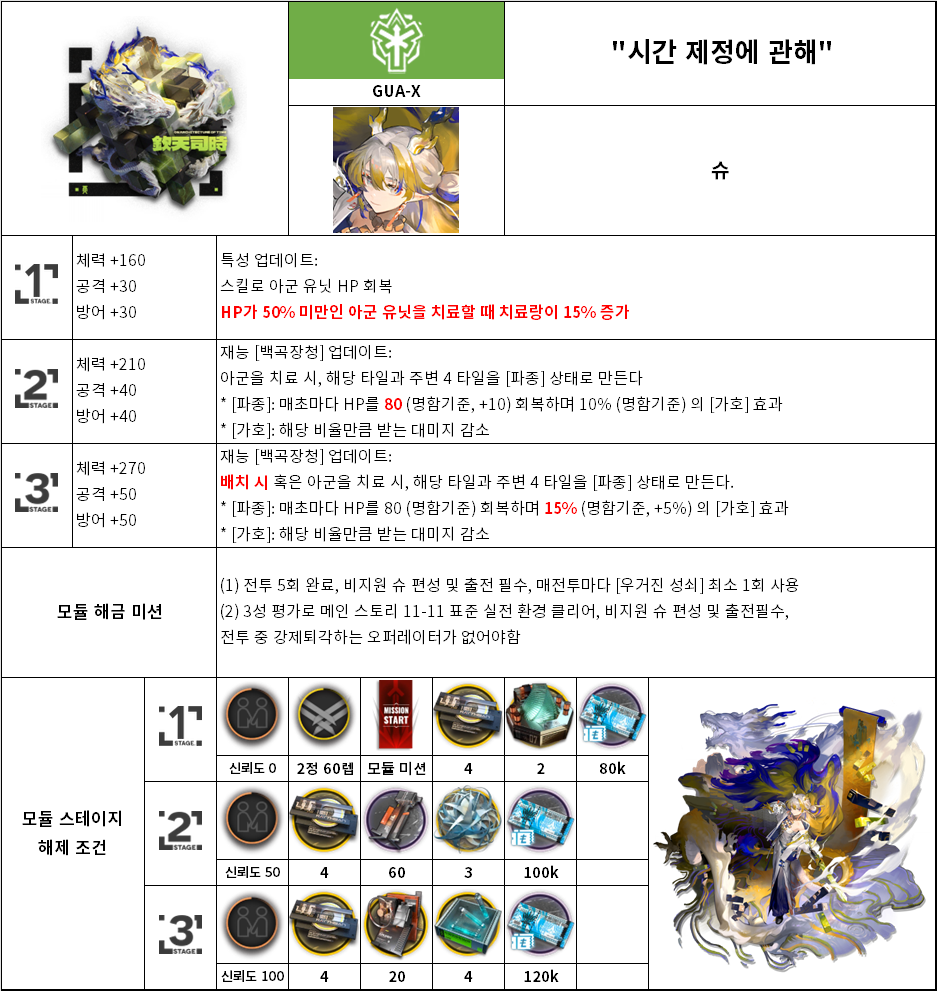 欽天司時
GUA-X
"시간 제정에 관해"
슈
1
STAGE.
체력 +160
공격 +30
방어 +30
특성 업데이트:
스킬로 아군 유닛 HP 회복
HP가 50% 미만인 아군 유닛을 치료할 때 치료량이 15% 증가
2
STAGE.
체력 +210
공격 +40
방어 +40
재능 [백곡장청] 업데이트:
아군을 치료 시, 해당 타일과 주변 4 타일을 [파종] 상태로 만든다
* [파종]: 매초마다 HP를 80 (명함기준, +10) 회복하며 10% (명함기준) 의 [가호] 효과
* [가호]: 해당 비율만큼 받는 대미지 감소
3
STAGE.
체력 +270
공격 +50
방어 +50
재능 [백곡장청] 업데이트:
배치 시 혹은 아군을 치료 시, 해당 타일과 주변 4 타일을 [파종] 상태로 만든다.
* [파종]: 매초마다 HP를 80 (명함기준) 회복하며 15% (명함기준, +5%) 의 [가호] 효과
* [가호]: 해당 비율만큼 받는 대미지 감소
모듈 해금 미션
(1) 전투 5회 완료, 비지원 슈 편성 및 출전 필수, 매전투마다 [우거진 성쇠] 최소 1회 사용
(2) 3성 평가로 메인 스토리 11-11 표준 실전 환경 클리어, 비지원 슈 편성 및 출전필수,
전투 중 강제퇴각하는 오퍼레이터가 없어야함
모듈 스테이지
해제 조건
1
STAGE.
MISSION
START
신뢰도 0
2정 60렙
모듈 미션
4
2
80k
2
STAGE.
신뢰도 50
4
60
3
100k
3
STAGE.
신뢰도 100
4
20
4
120k